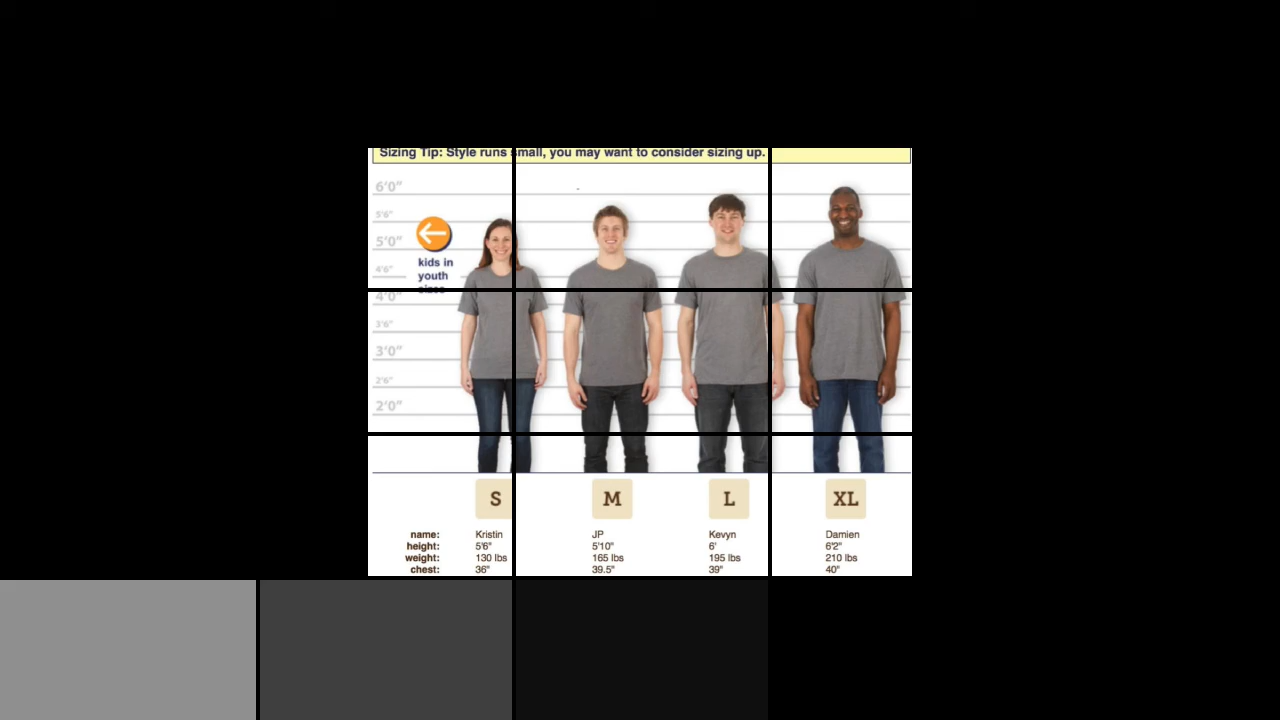 Sizing Tip: Style runs small, you may want to consider sizing up.
6'0"
5'6"
5'0"
4'6"
4'0"
3'6"
3'0"
2'6"
2'0"
kids in
youth
sizes
S M L XL
name: Kristin JP Kevyn Damien
height: 5'6" 5'10" 6' 6'2"
weight: 130 lbs 165 lbs 195 lbs 210 lbs
chest: 36" 39.5" 39" 40"